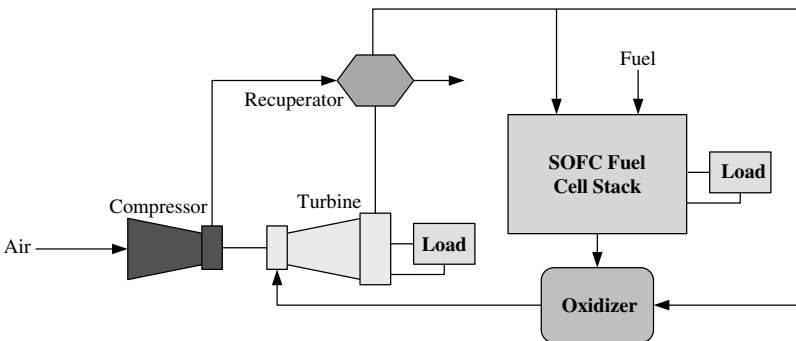 Fuel
Recuperator
SOFC Fuel
Cell Stack
Load
Compressor
Turbine
Air
Load
Oxidizer